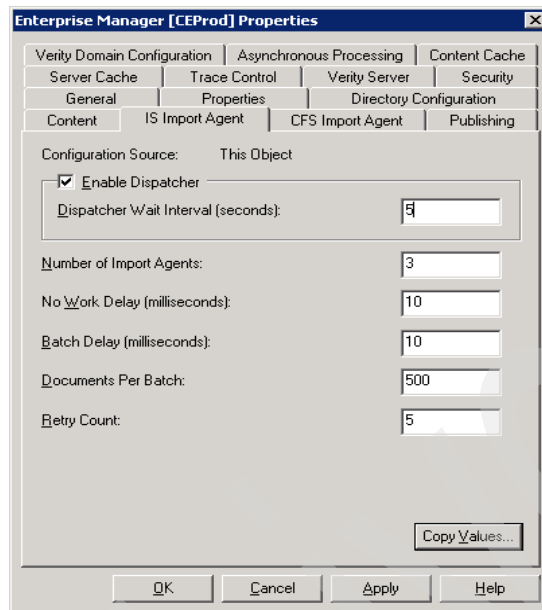 Enterprise Manager [CEProd] Properties
Verity Domain Configuration Asynchronous Processing Content Cache
Server Cache Trace Control Verity Server Security
General Properties Directory Configuration
Content IS Import Agent CFS Import Agent Publishing
Configuration Source: This Object
Enable Dispatcher
Dispatcher Wait Interval (seconds): 5
Number of Import Agents: 3
No Work Delay (milliseconds): 10
Batch Delay (milliseconds): 10
Documents Per Batch: 500
Retry Count: 5
Copy Values...
OK Cancel Apply Help